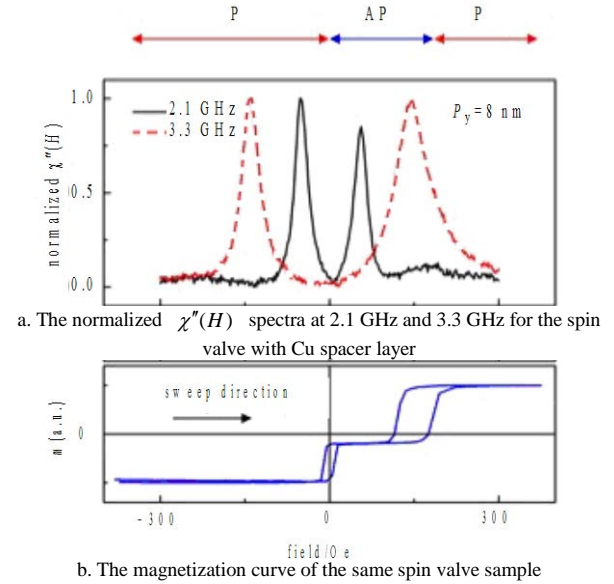 P A P P
1.0
2.1 GHz
3.3 GHz
P_y=8 nm
normalized χ″(H)
0.5
0.0
a. The normalized χ″(H) spectra at 2.1 GHz and 3.3 GHz for the spin
valve with Cu spacer layer
sweep direction
m (a.u.)
0
-300 0 300
field/Oe
b. The magnetization curve of the same spin valve sample